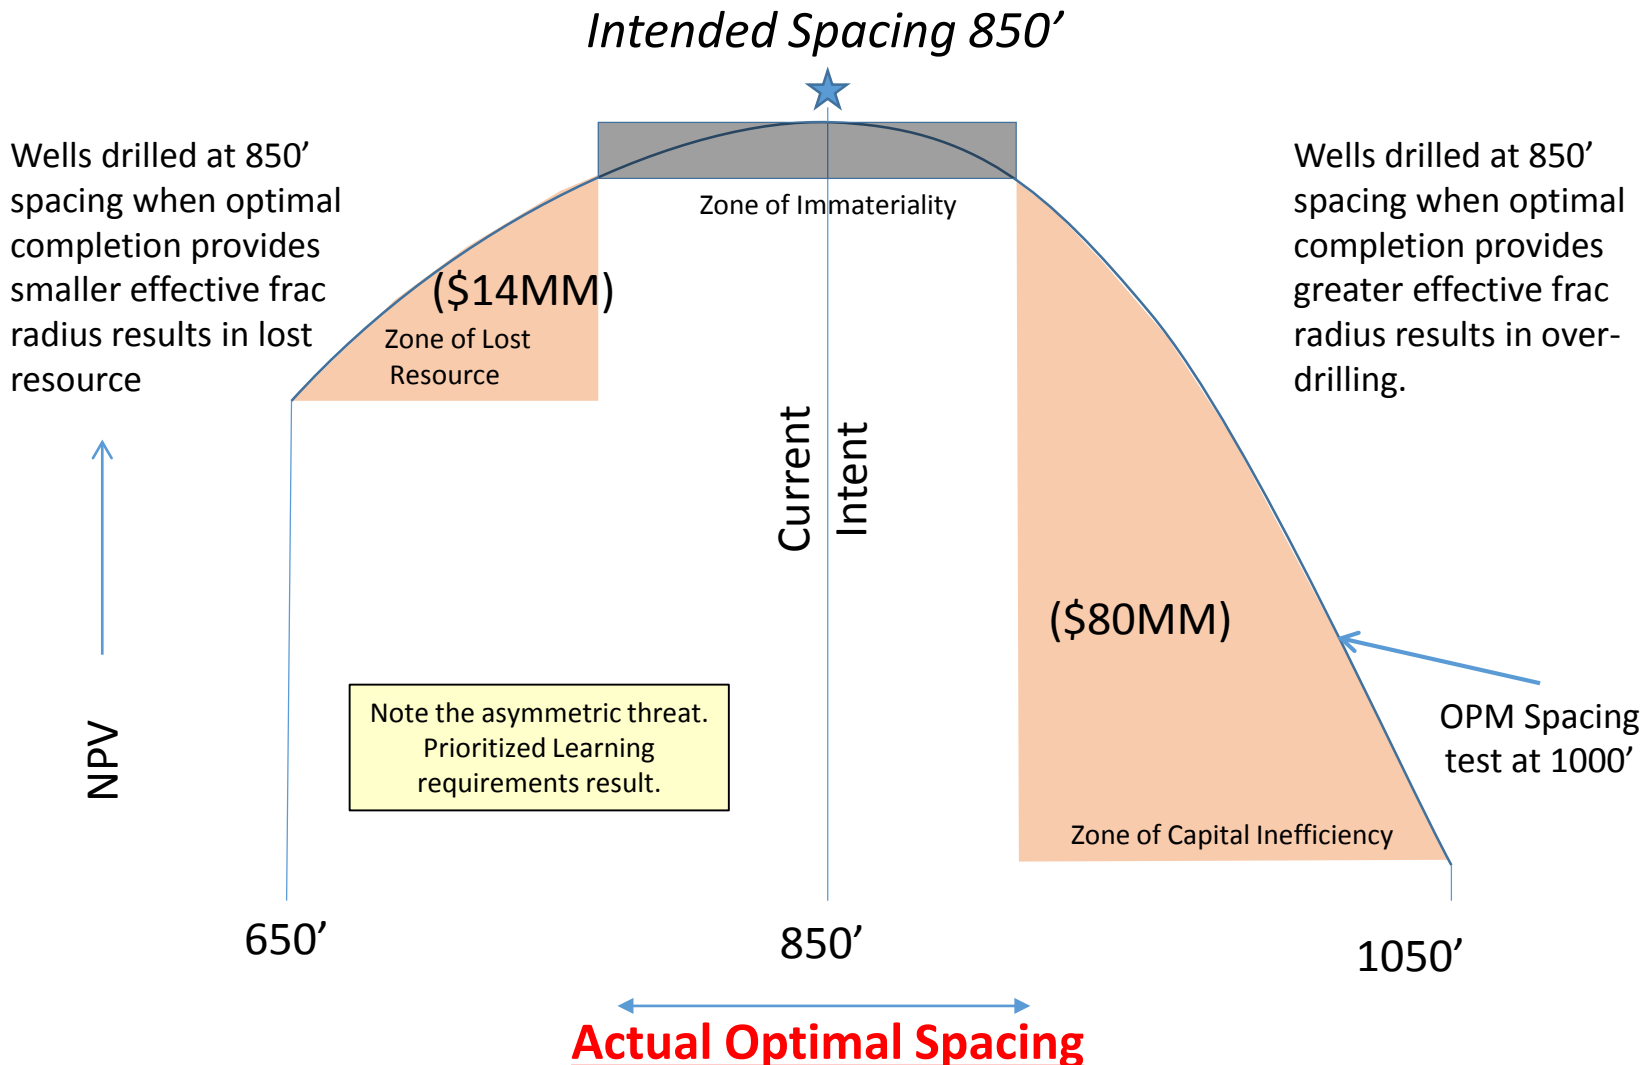 Intended Spacing 850’
Wells drilled at 850’
spacing when optimal
completion provides
smaller effective frac
radius results in lost
resource
Wells drilled at 850’
spacing when optimal
completion provides
greater effective frac
radius results in over-
drilling.
Zone of Immateriality
($14MM)
Zone of Lost
Resource
Current
Intent
($80MM)
NPV
Note the asymmetric threat.
Prioritized Learning
requirements result.
OPM Spacing
test at 1000’
Zone of Capital Inefficiency
650’
850’
1050’
Actual Optimal Spacing